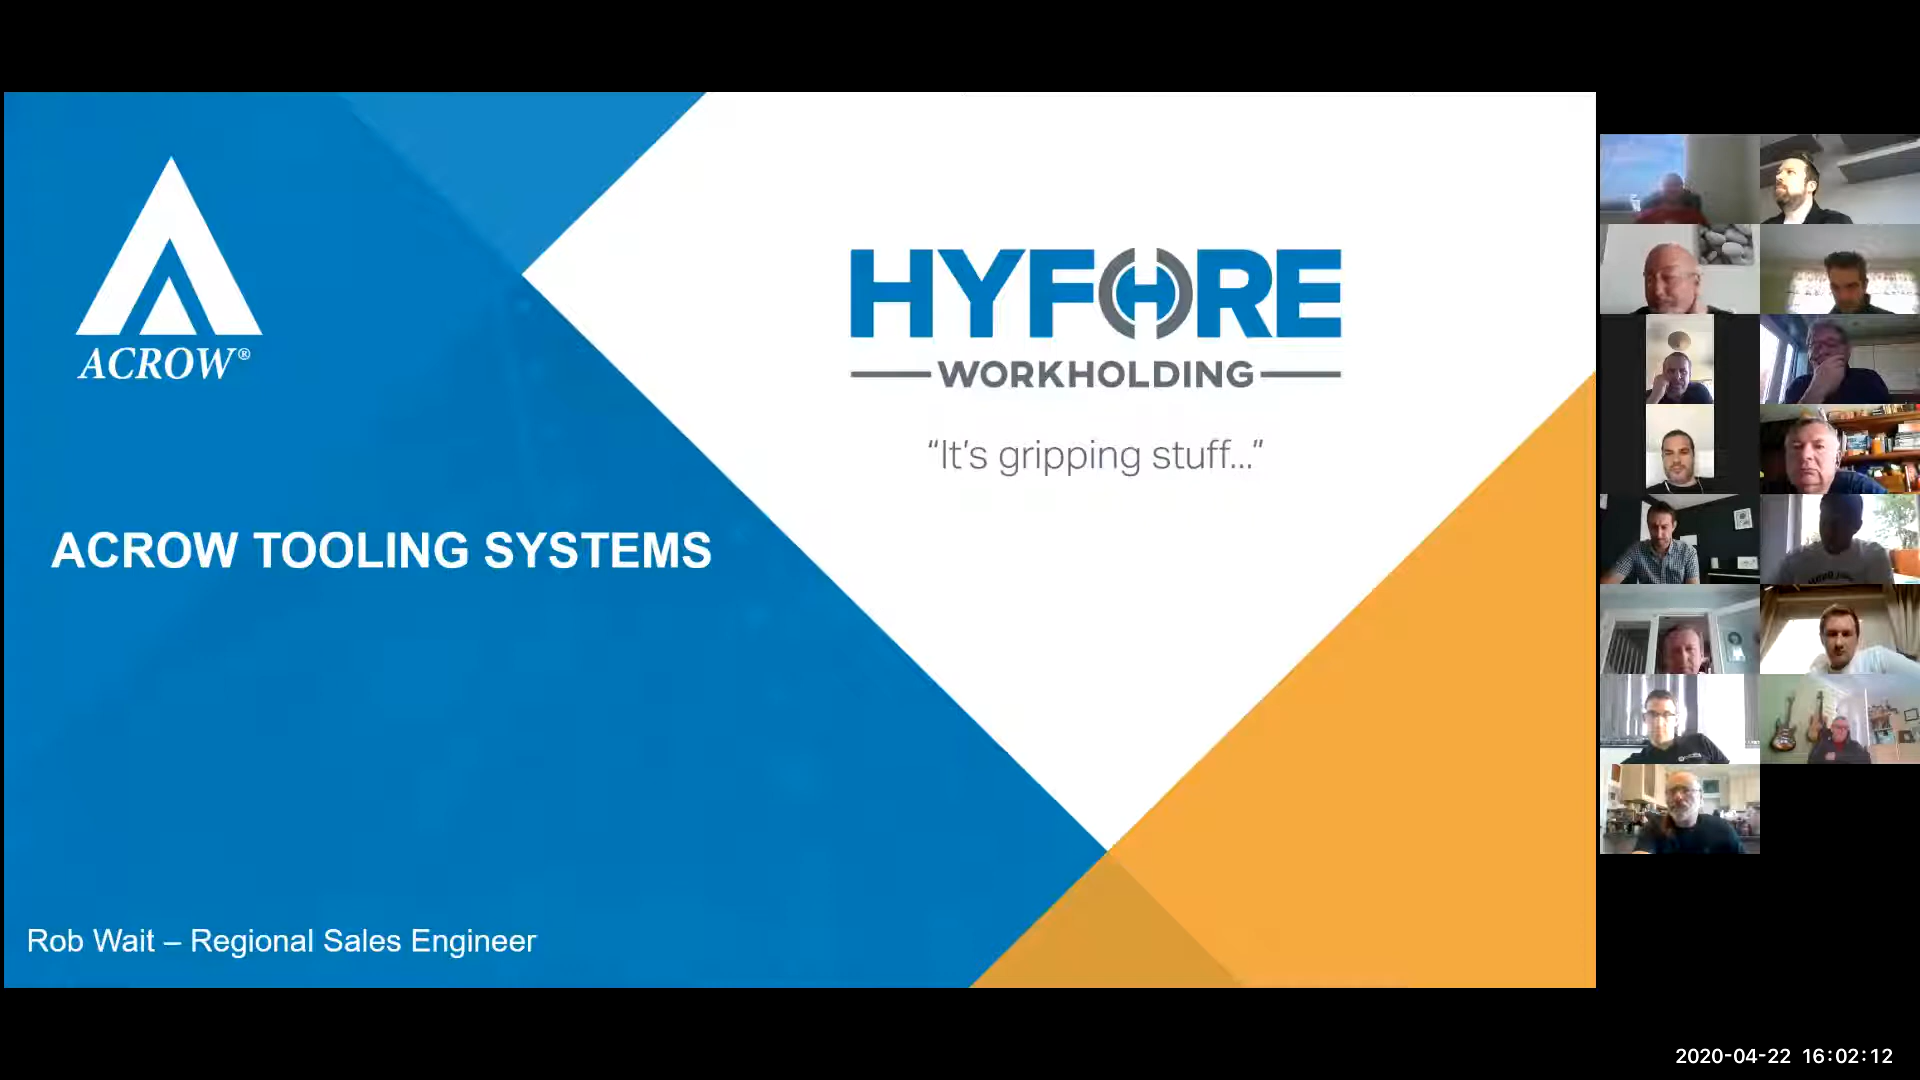 ACROW®
HYFORE
WORKHOLDING
“It’s gripping stuff...”
ACROW TOOLING SYSTEMS
Rob Wait – Regional Sales Engineer
2020-04-22 16:02:12